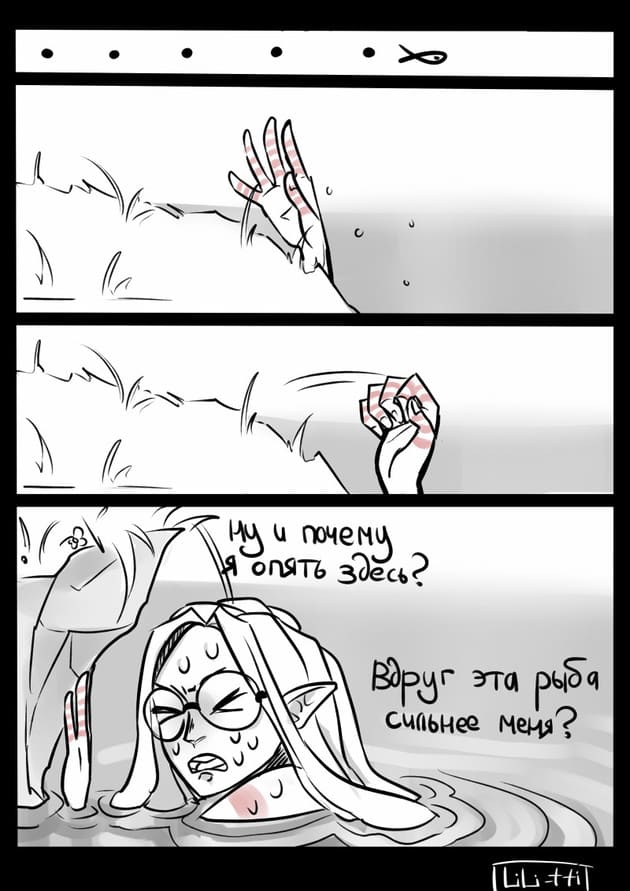 Ну и почему
я опять здесь?
Вдруг эта рыба
сильнее меня?
LiLi-tti